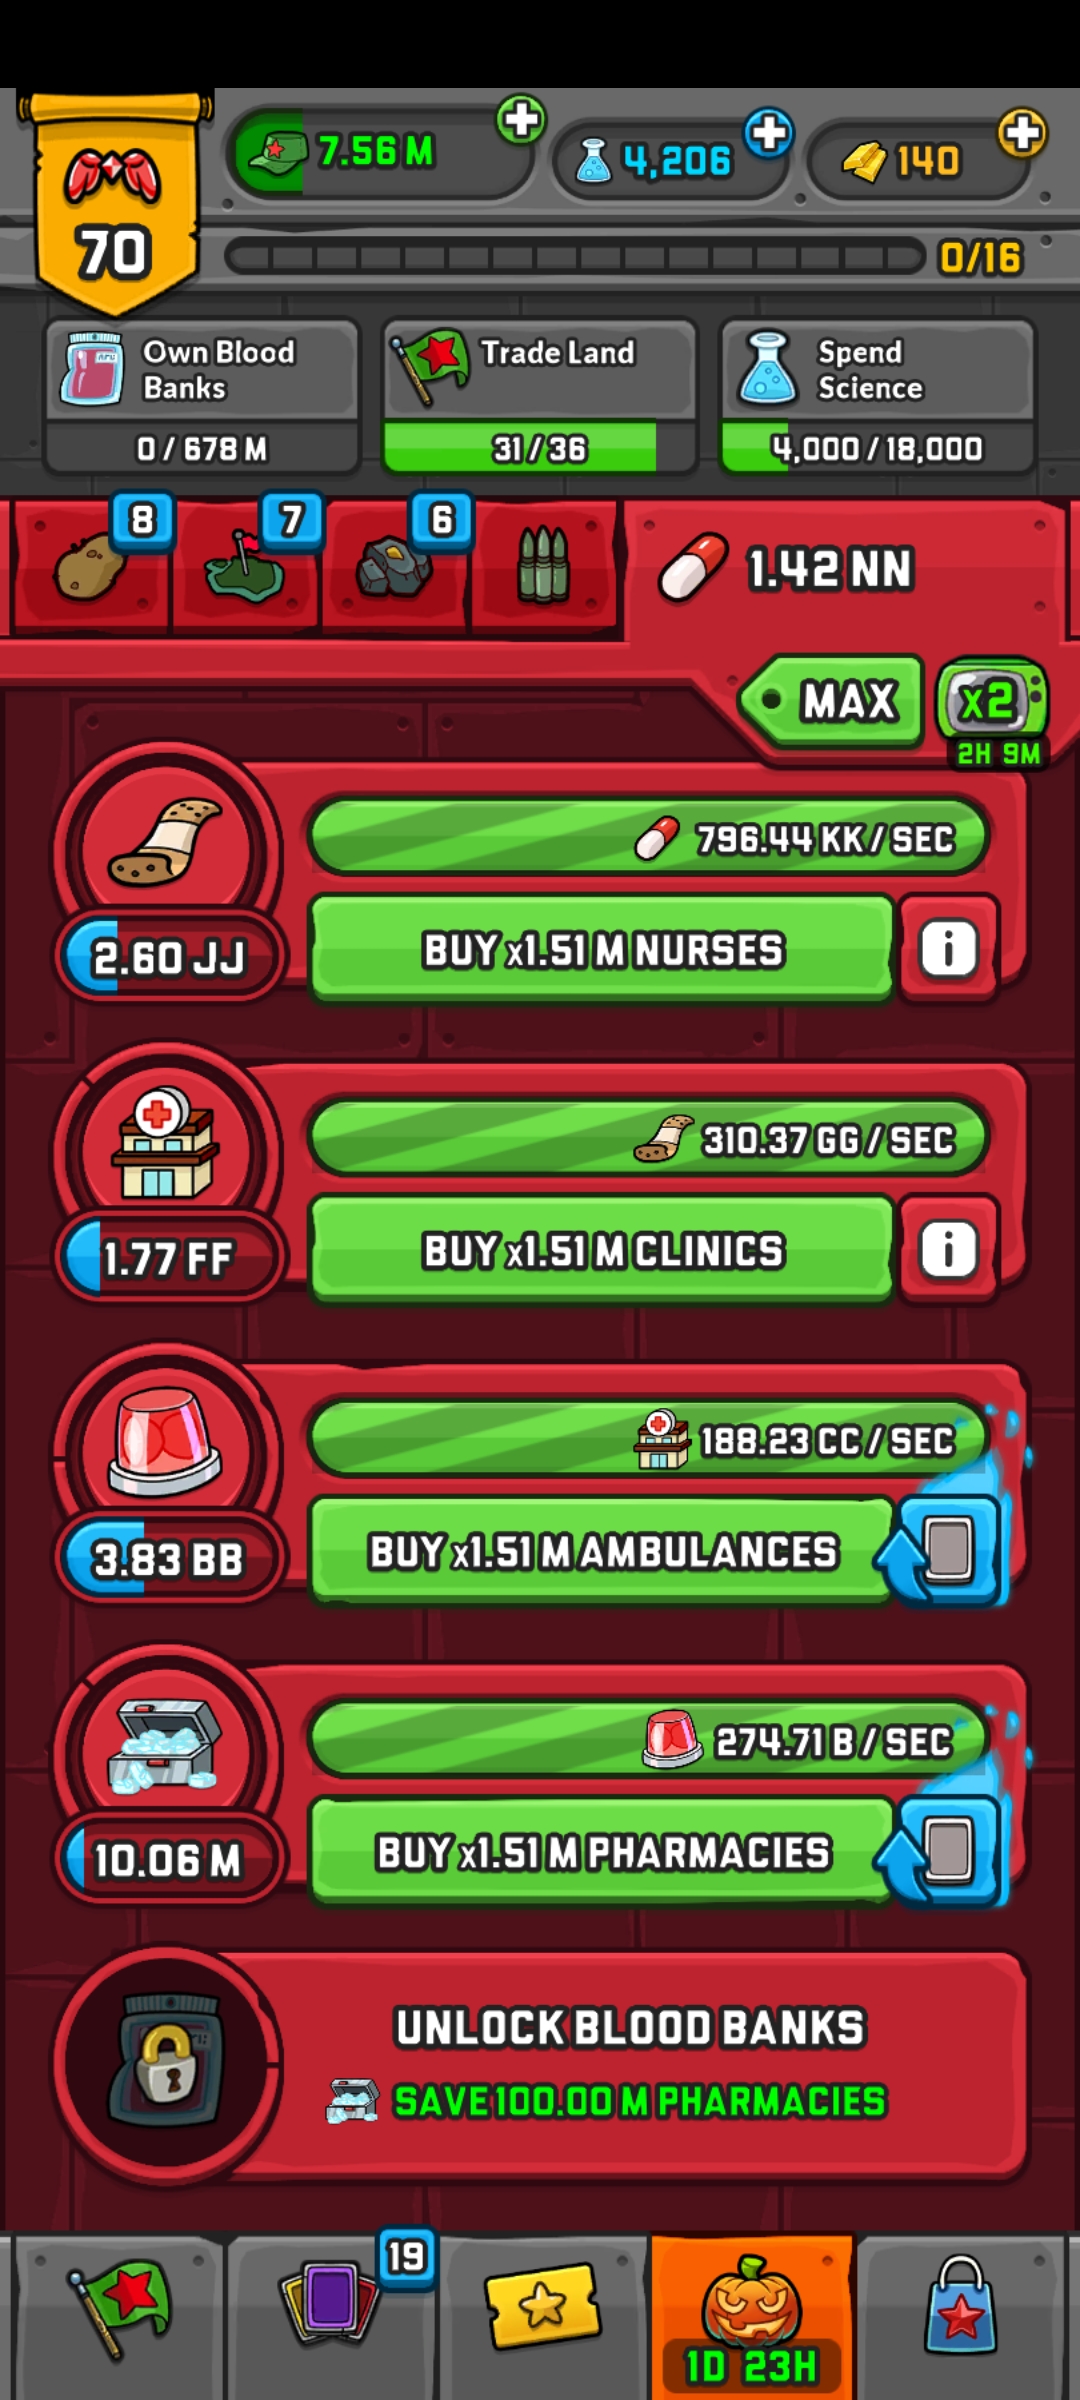 70
7.56 M
4,206
140
0/16
Own Blood
Banks
0 / 678 M
Trade Land
31 / 36
Spend
Science
4,000 / 18,000
8
7
6
1.42 NN
MAX
x2
2H 9M
796.44 KK / SEC
2.60 JJ
BUY x1.51 M NURSES
i
310.37 GG / SEC
1.77 FF
BUY x1.51 M CLINICS
i
188.23 CC / SEC
3.83 BB
BUY x1.51 M AMBULANCES
274.71 B / SEC
10.06 M
BUY x1.51 M PHARMACIES
UNLOCK BLOOD BANKS
SAVE 100.00 M PHARMACIES
19
1D 23H